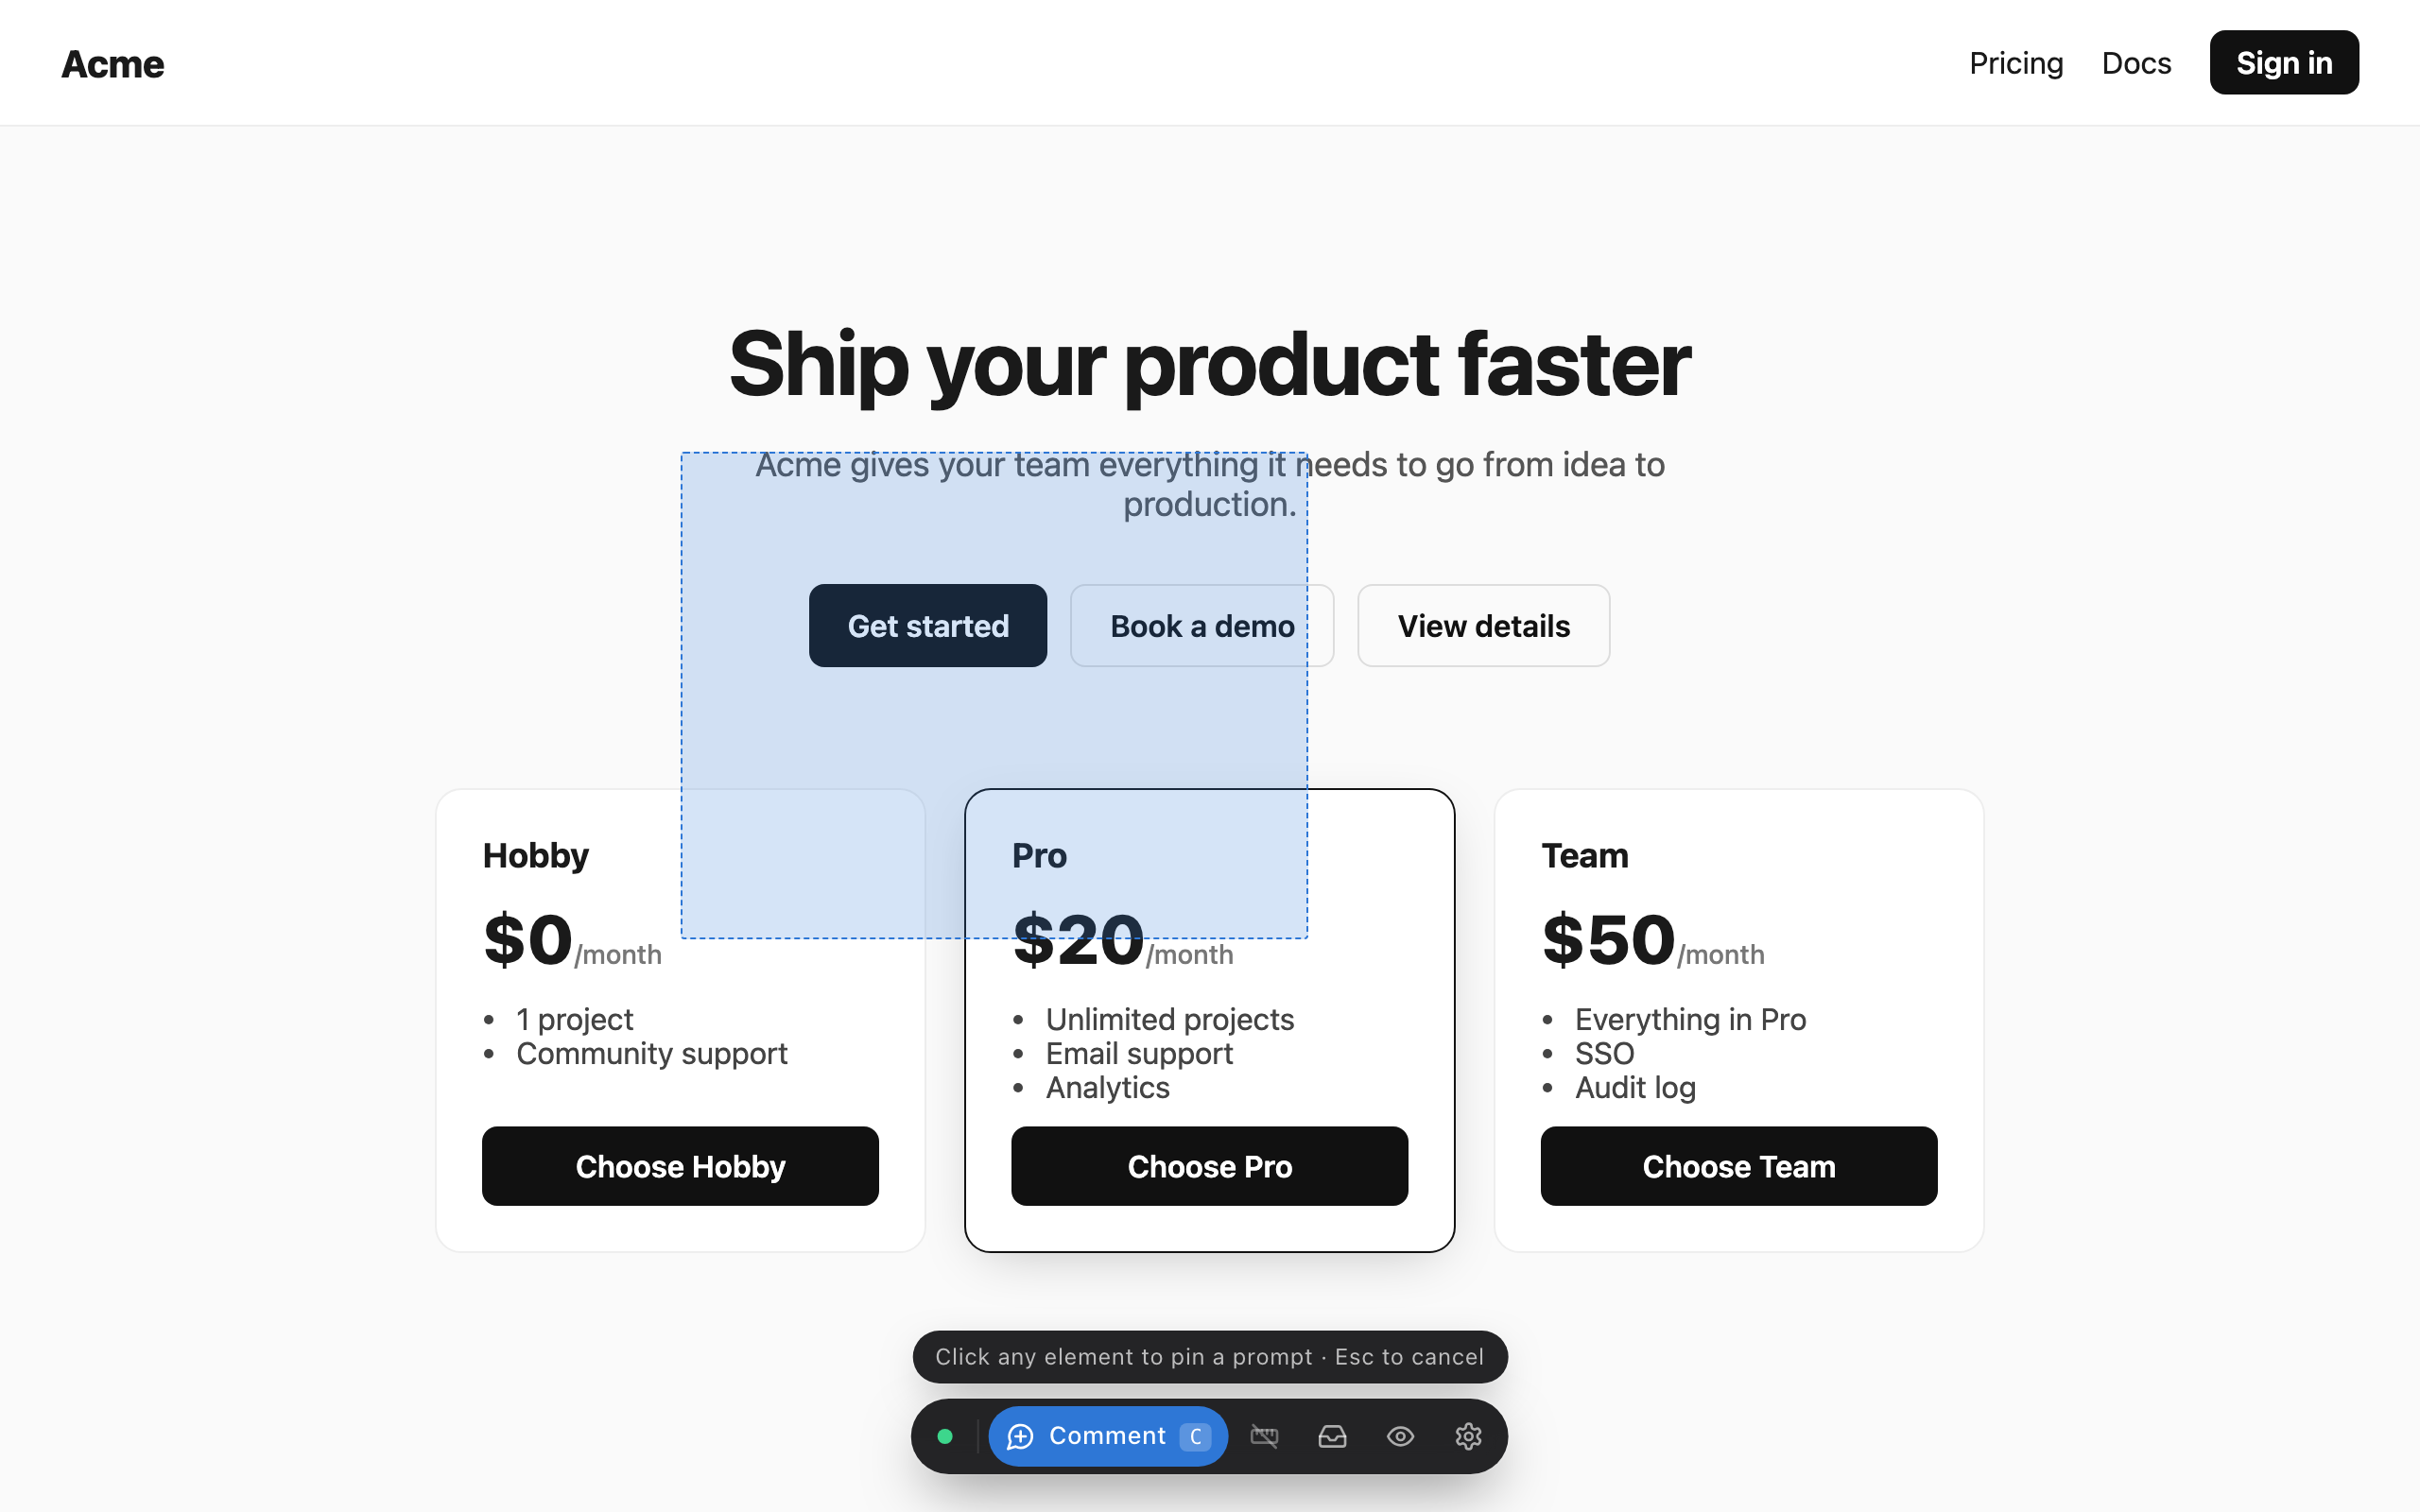 Acme
Pricing Docs Sign in
Ship your product faster
Acme gives your team everything it needs to go from idea to
production.
Get started Book a demo View details
Hobby
$0/month
• 1 project
• Community support
Choose Hobby
Pro
$20/month
• Unlimited projects
• Email support
• Analytics
Choose Pro
Team
$50/month
• Everything in Pro
• SSO
• Audit log
Choose Team
Click any element to pin a prompt · Esc to cancel
Comment C